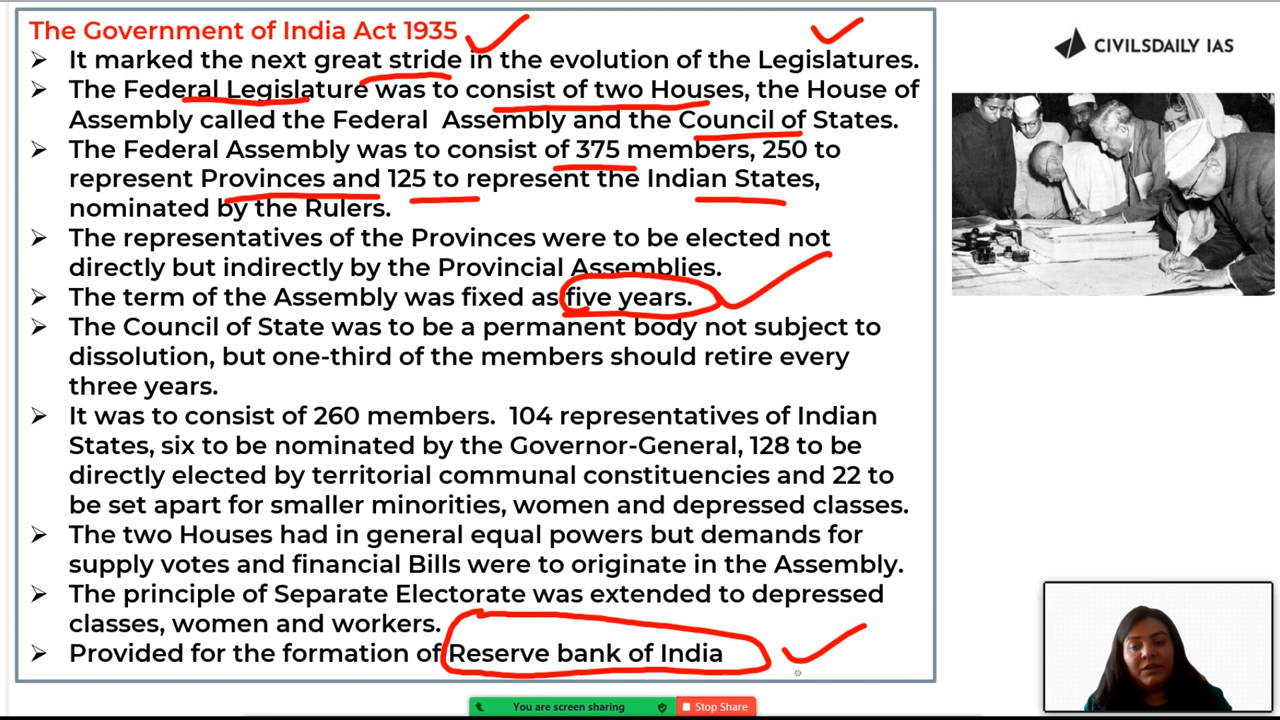 The Government of India Act 1935
➢ It marked the next great stride in the evolution of the Legislatures.
➢ The Federal Legislature was to consist of two Houses, the House of
Assembly called the Federal Assembly and the Council of States.
➢ The Federal Assembly was to consist of 375 members, 250 to
represent Provinces and 125 to represent the Indian States,
nominated by the Rulers.
➢ The representatives of the Provinces were to be elected not
directly but indirectly by the Provincial Assemblies.
➢ The term of the Assembly was fixed as five years.
➢ The Council of State was to be a permanent body not subject to
dissolution, but one-third of the members should retire every
three years.
➢ It was to consist of 260 members. 104 representatives of Indian
States, six to be nominated by the Governor-General, 128 to be
directly elected by territorial communal constituencies and 22 to
be set apart for smaller minorities, women and depressed classes.
➢ The two Houses had in general equal powers but demands for
supply votes and financial Bills were to originate in the Assembly.
➢ The principle of Separate Electorate was extended to depressed
classes, women and workers.
➢ Provided for the formation of Reserve bank of India
CIVILSDAILY IAS
You are screen sharing
Stop Share